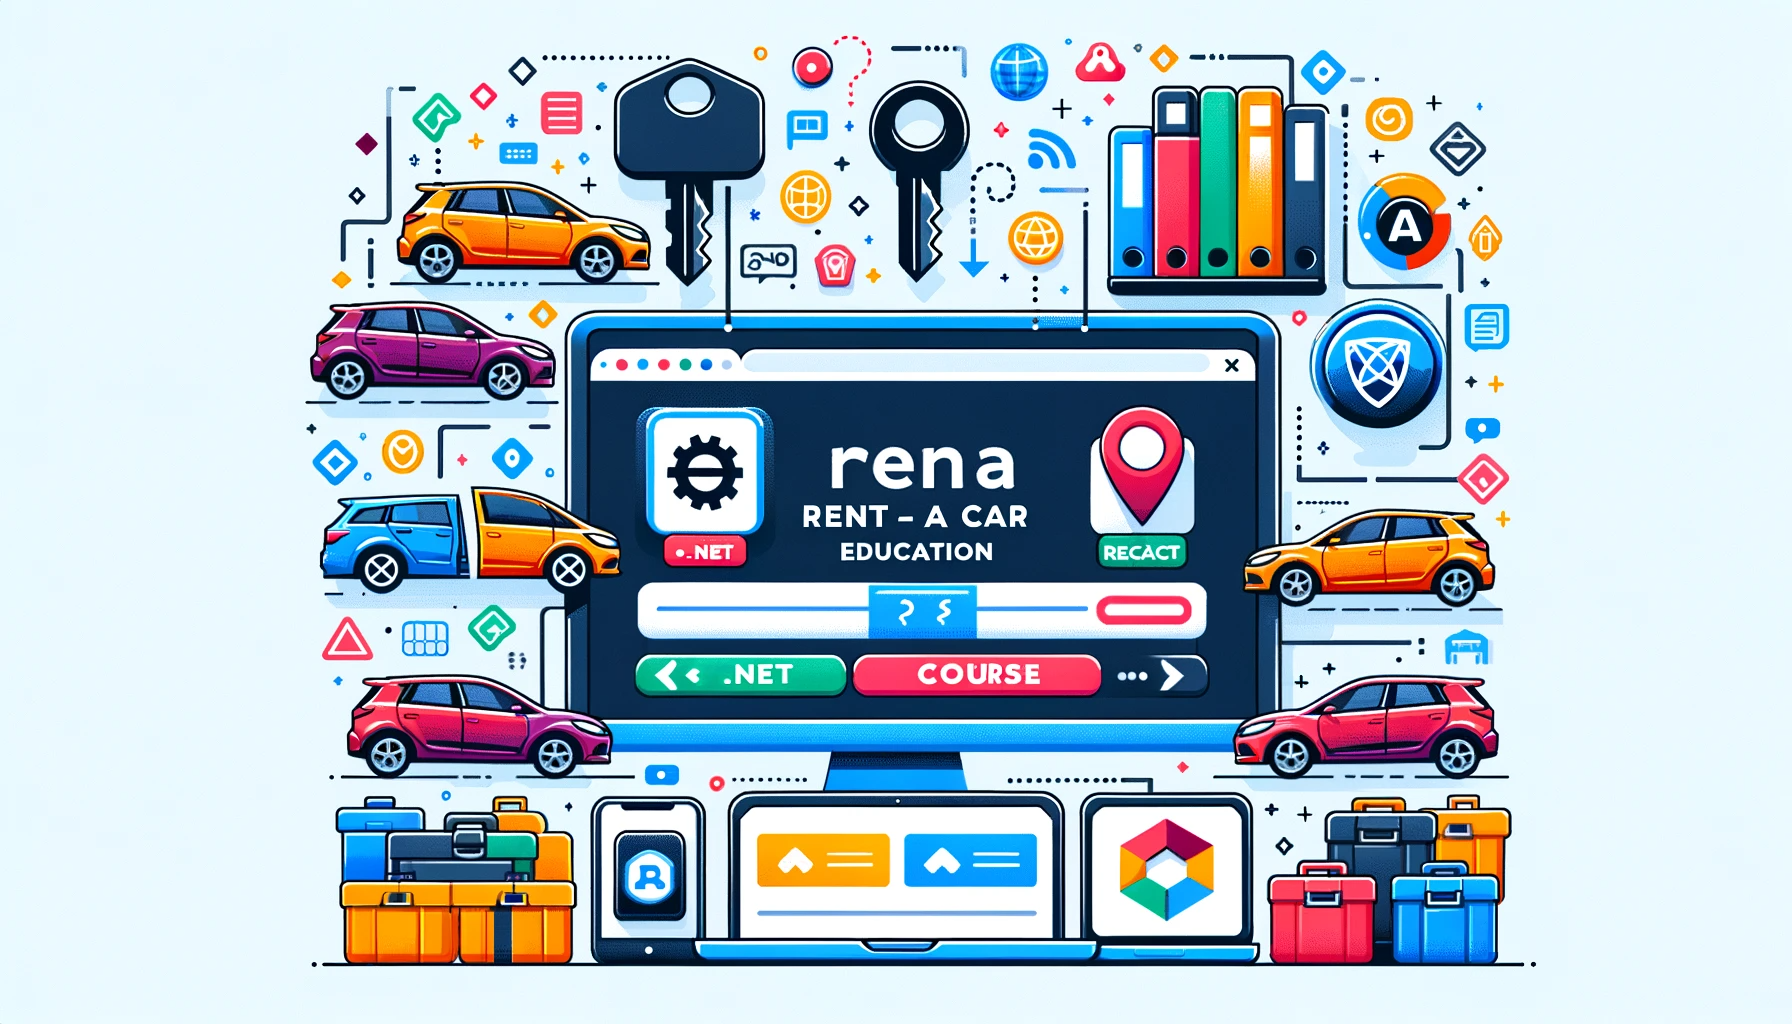 A
rena
RENT - A CAR
EDUCATION
.NET
RECACT
.NET
COURSE
R